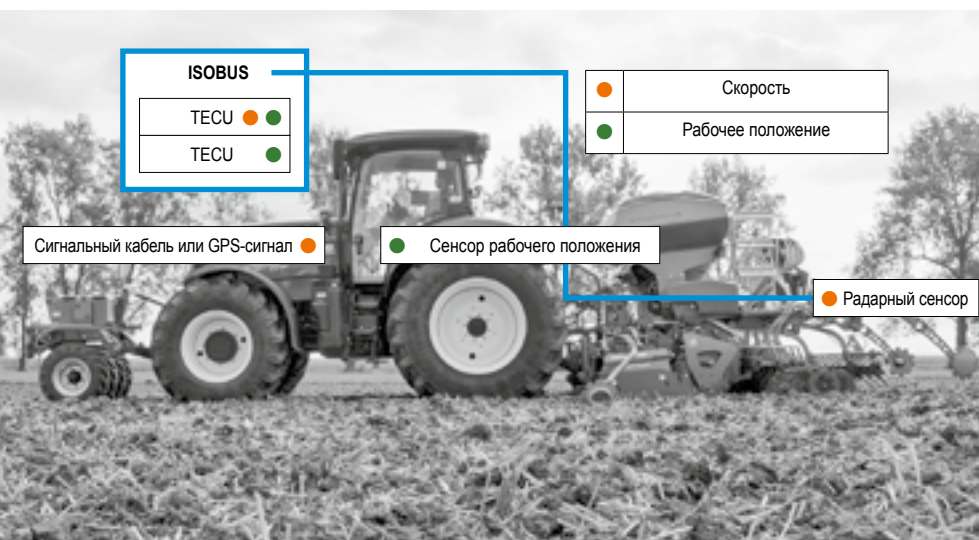 ISOBUS
TECU
TECU
Скорость
Рабочее положение
Сигнальный кабель или GPS-сигнал
Сенсор рабочего положения
Радарный сенсор